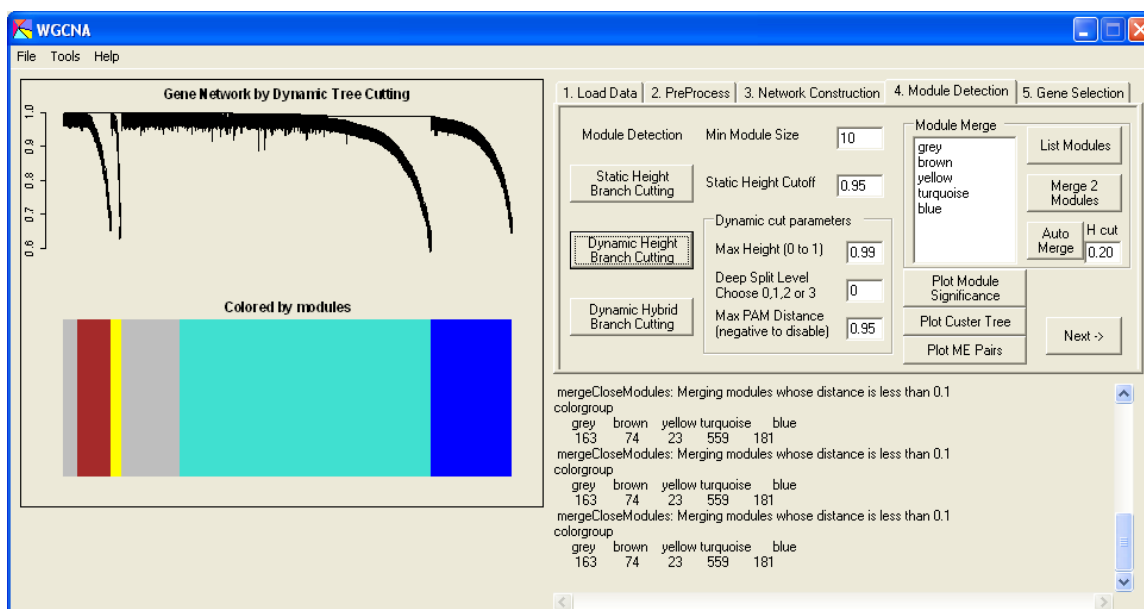 WGCNA
File Tools Help
Gene Network by Dynamic Tree Cutting
1.0
0.9
0.8
0.7
0.6
Colored by modules
1. Load Data 2. PreProcess 3. Network Construction 4. Module Detection 5. Gene Selection
Module Detection
Static Height
Branch Cutting
Dynamic Height
Branch Cutting
Dynamic Hybrid
Branch Cutting
Min Module Size 10
Static Height Cutoff 0.95
Dynamic cut parameters
Max Height (0 to 1) 0.99
Deep Split Level
Choose 0,1,2 or 3 0
Max PAM Distance
(negative to disable) 0.95
Module Merge
grey
brown
yellow
turquoise
blue
List Modules
Merge 2
Modules
Auto
Merge
H cut
0.20
Plot Module
Significance
Plot Custer Tree
Plot ME Pairs
Next ->
mergeCloseModules: Merging modules whose distance is less than 0.1
colorgroup
grey brown yellow turquoise blue
163 74 23 559 181
mergeCloseModules: Merging modules whose distance is less than 0.1
colorgroup
grey brown yellow turquoise blue
163 74 23 559 181
mergeCloseModules: Merging modules whose distance is less than 0.1
colorgroup
grey brown yellow turquoise blue
163 74 23 559 181